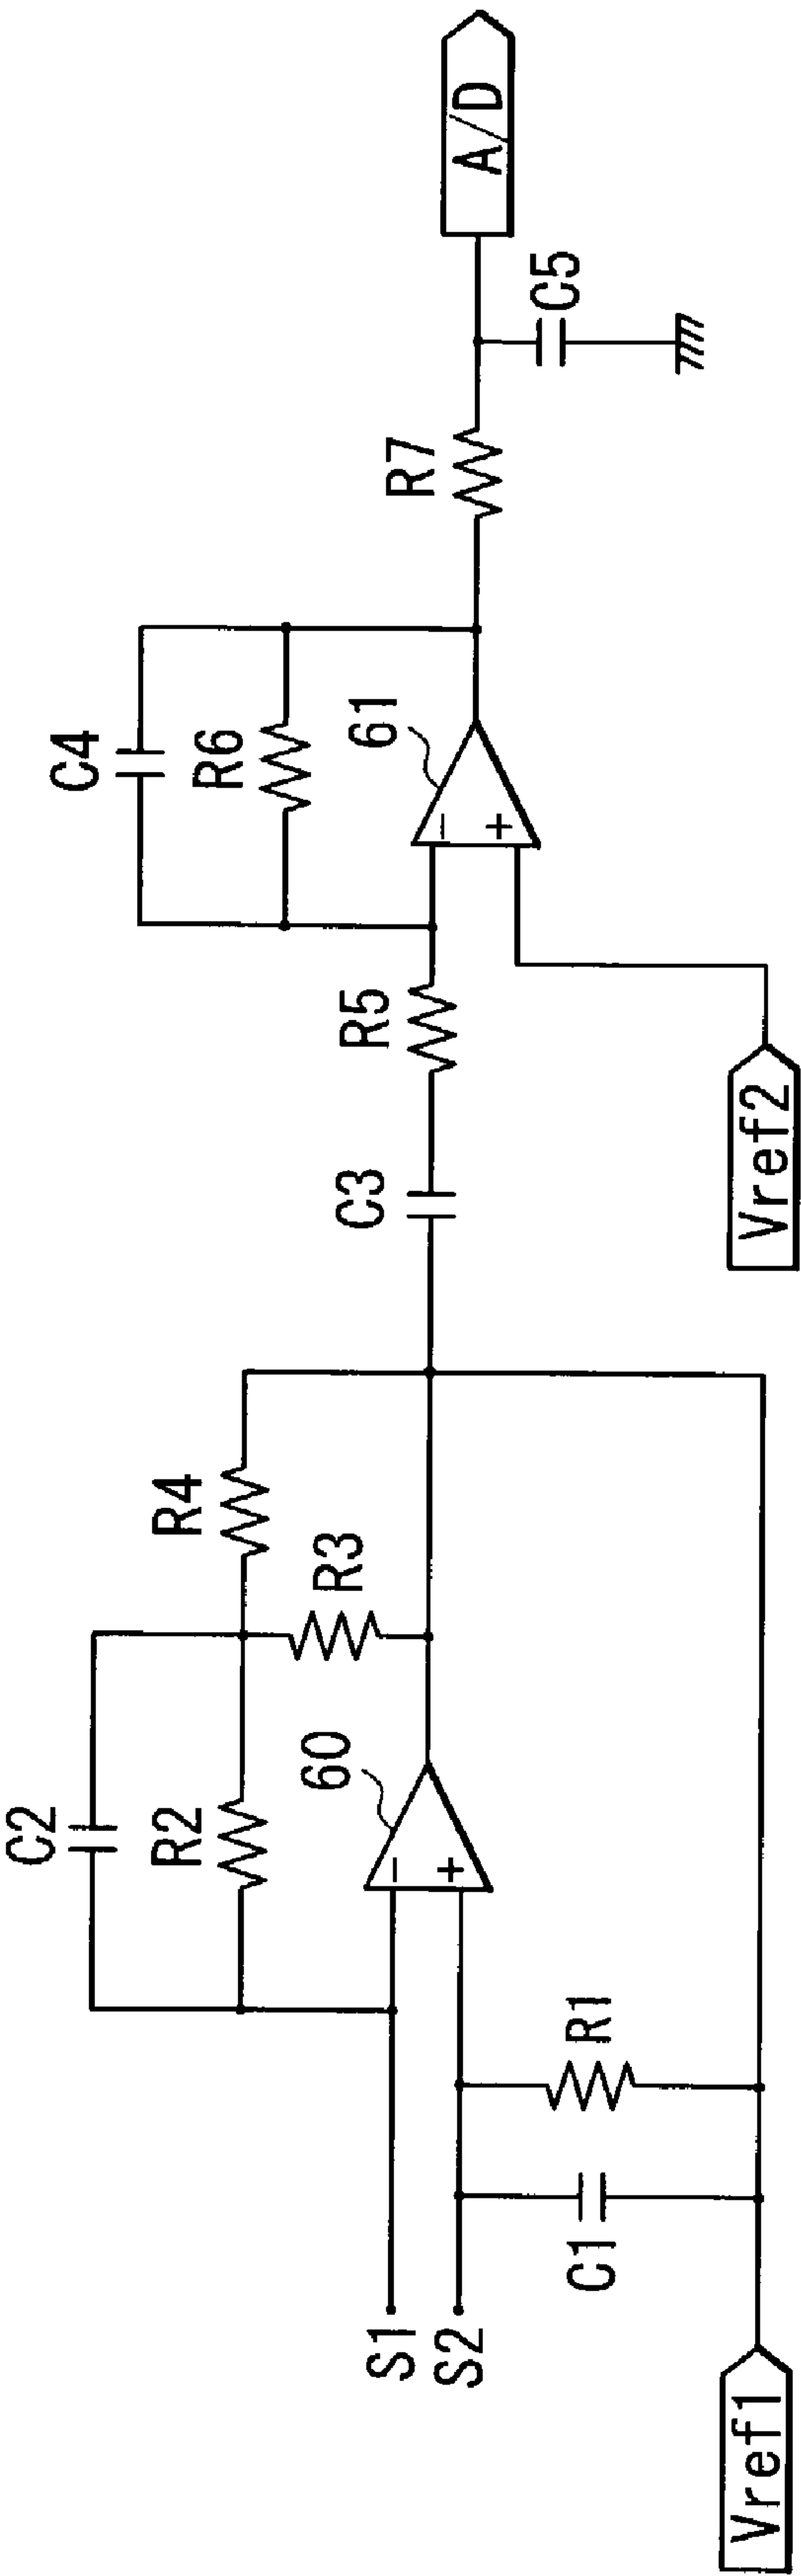 C2
R2
R4
C4
R3
R6
60
61
C3
R5
R7
A/D
S1
S2
R1
C1
C5
Vref1
Vref2